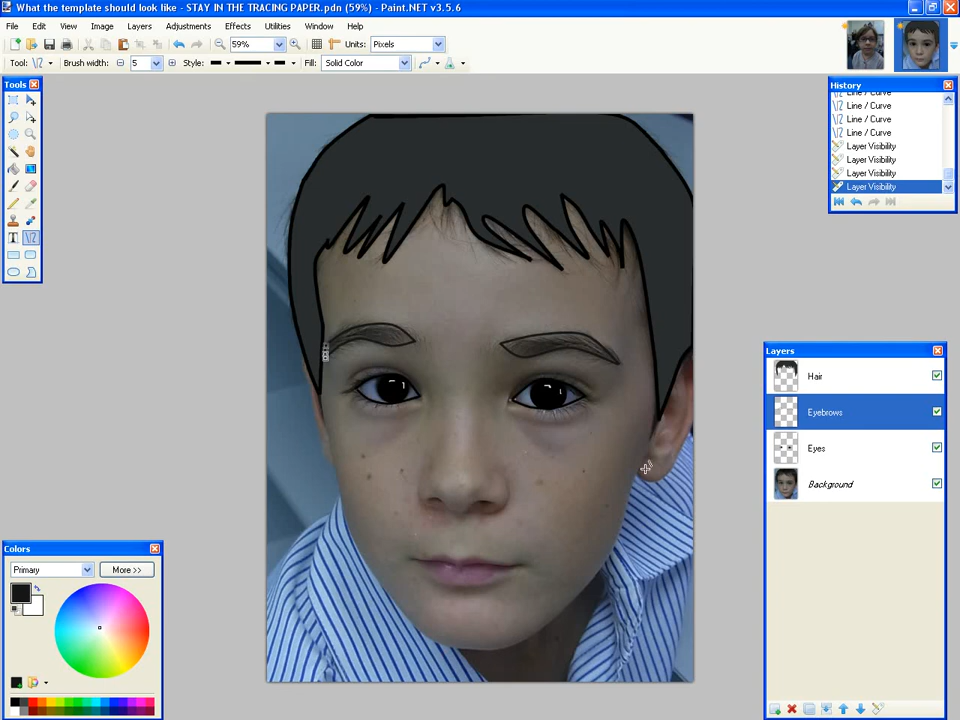 What the template should look like - STAY IN THE TRACING PAPER.pdn (59%) - Paint.NET v3.5.6
File Edit View Image Layers Adjustments Effects Utilities Window Help
59% Units: Pixels
Tool: Brush width: 5 Style: Fill: Solid Color
Tools
History
Line / Curve
Line / Curve
Line / Curve
Line / Curve
Layer Visibility
Layer Visibility
Layer Visibility
Layer Visibility
Layers
Hair
Eyebrows
Eyes
Background
Colors
Primary More >>